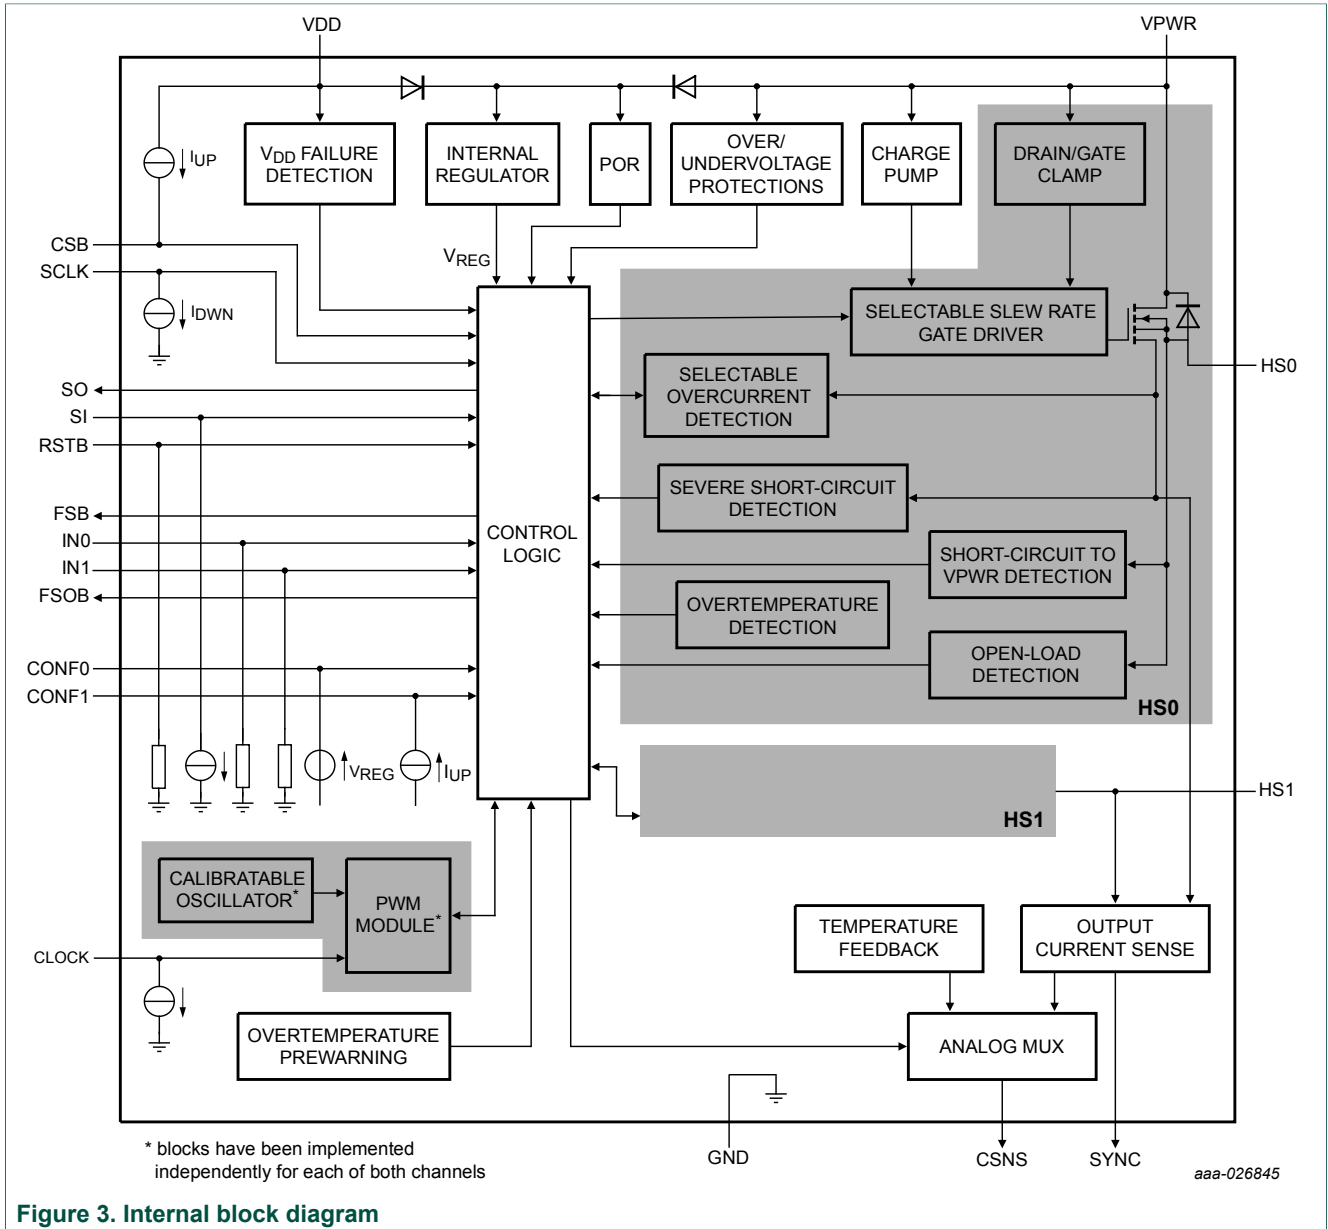 VDD
VPWR
IUP
VDD FAILURE
DETECTION
INTERNAL
REGULATOR
POR
OVER/
UNDERVOLTAGE
PROTECTIONS
CHARGE
PUMP
DRAIN/GATE
CLAMP
CSB
SCLK
VREG
IDWN
SELECTABLE SLEW RATE
GATE DRIVER
HS0
SO
SI
RSTB
SELECTABLE
OVERCURRENT
DETECTION
SEVERE SHORT-CIRCUIT
DETECTION
FSB
IN0
IN1
FSOB
CONTROL
LOGIC
SHORT-CIRCUIT TO
VPWR DETECTION
OVERTEMPERATURE
DETECTION
OPEN-LOAD
DETECTION
HS0
CONF0
CONF1
VREG
IUP
HS1
HS1
CALIBRATABLE
OSCILLATOR*
PWM
MODULE*
CLOCK
TEMPERATURE
FEEDBACK
OUTPUT
CURRENT SENSE
OVERTEMPERATURE
PREWARNING
ANALOG MUX
* blocks have been implemented
independently for each of both channels
GND
CSNS
SYNC
aaa-026845
Figure 3. Internal block diagram